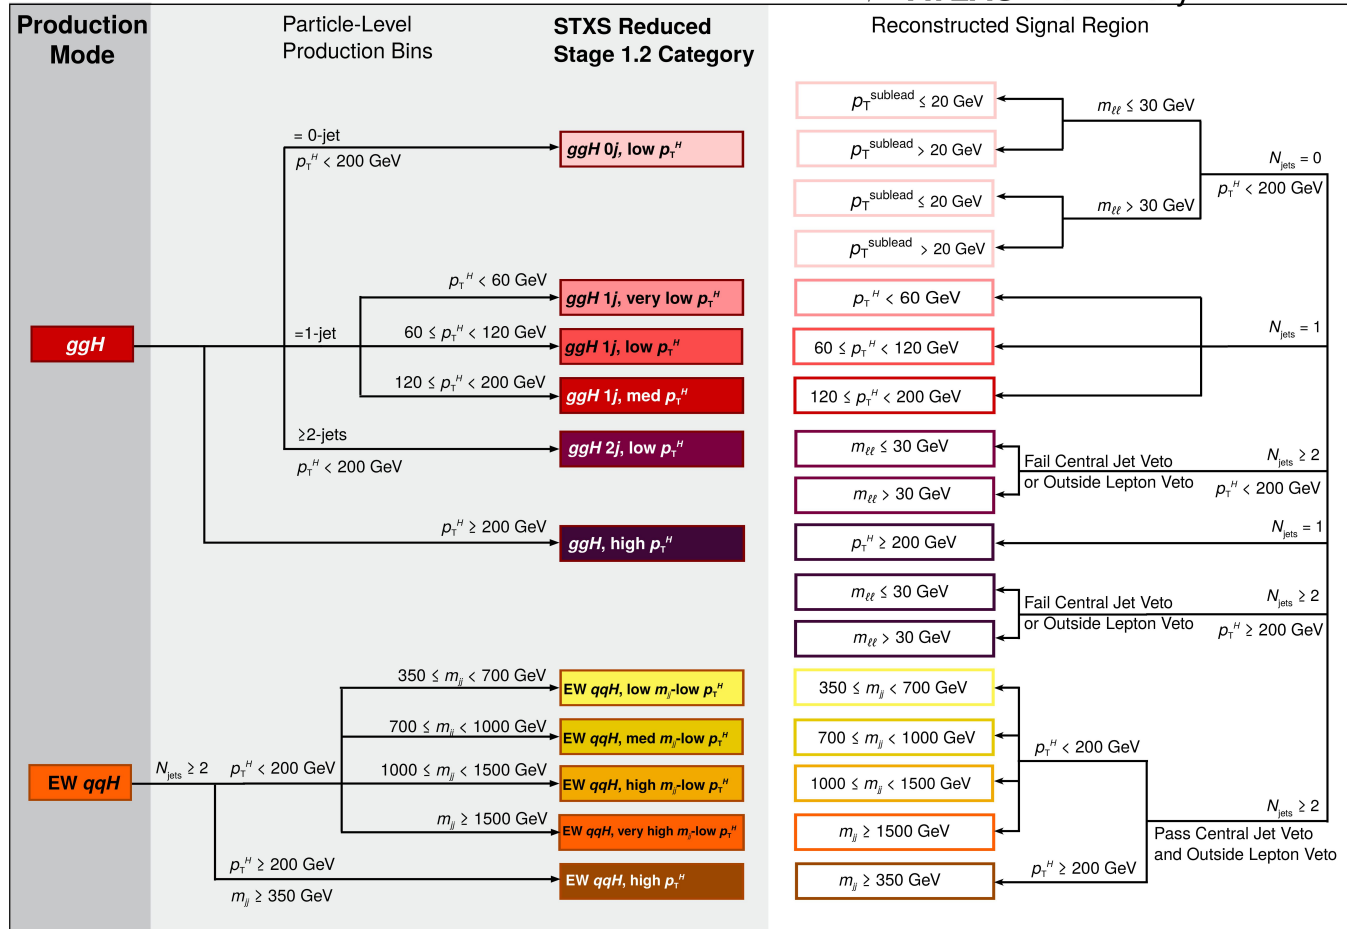 Production
Mode
Particle-Level
Production Bins
STXS Reduced
Stage 1.2 Category
Reconstructed Signal Region
= 0-jet
p_T^H < 200 GeV
ggH 0j, low p_T^H
p_T^H < 60 GeV
ggH 1j, very low p_T^H
ggH
=1-jet
60 ≤ p_T^H < 120 GeV
ggH 1j, low p_T^H
120 ≤ p_T^H < 200 GeV
ggH 1j, med p_T^H
≥2-jets
p_T^H < 200 GeV
ggH 2j, low p_T^H
p_T^H ≥ 200 GeV
ggH, high p_T^H
350 ≤ m_jj < 700 GeV
EW qqH, low m_jj-low p_T^H
700 ≤ m_jj < 1000 GeV
EW qqH, med m_jj-low p_T^H
EW qqH
N_jets ≥ 2
p_T^H < 200 GeV
1000 ≤ m_jj < 1500 GeV
EW qqH, high m_jj-low p_T^H
m_jj ≥ 1500 GeV
EW qqH, very high m_jj-low p_T^H
p_T^H ≥ 200 GeV
m_jj ≥ 350 GeV
EW qqH, high p_T^H
p_T^sublead ≤ 20 GeV
m_ℓℓ ≤ 30 GeV
p_T^sublead > 20 GeV
N_jets = 0
p_T^H < 200 GeV
p_T^sublead ≤ 20 GeV
m_ℓℓ > 30 GeV
p_T^sublead > 20 GeV
p_T^H < 60 GeV
N_jets = 1
60 ≤ p_T^H < 120 GeV
120 ≤ p_T^H < 200 GeV
m_ℓℓ ≤ 30 GeV
Fail Central Jet Veto
or Outside Lepton Veto
N_jets ≥ 2
p_T^H < 200 GeV
m_ℓℓ > 30 GeV
N_jets = 1
p_T^H ≥ 200 GeV
m_ℓℓ ≤ 30 GeV
Fail Central Jet Veto
or Outside Lepton Veto
N_jets ≥ 2
p_T^H ≥ 200 GeV
m_ℓℓ > 30 GeV
350 ≤ m_jj < 700 GeV
700 ≤ m_jj < 1000 GeV
p_T^H < 200 GeV
1000 ≤ m_jj < 1500 GeV
m_jj ≥ 1500 GeV
N_jets ≥ 2
Pass Central Jet Veto
and Outside Lepton Veto
p_T^H ≥ 200 GeV
m_jj ≥ 350 GeV